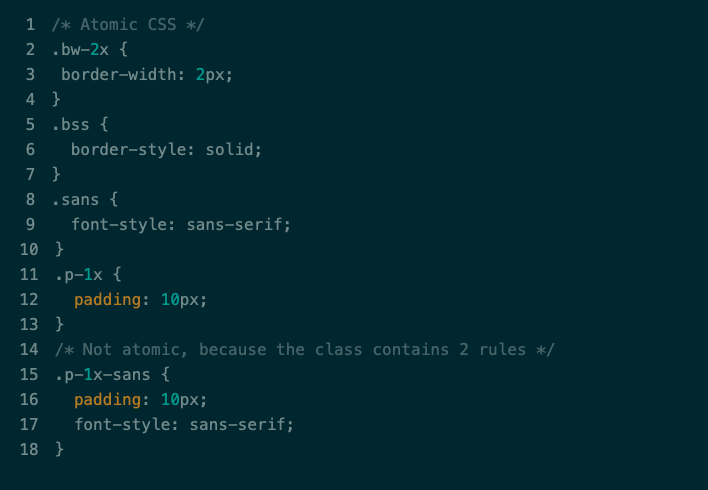 1 /* Atomic CSS */
2 .bw-2x {
3  border-width: 2px;
4 }
5 .bss {
6   border-style: solid;
7 }
8 .sans {
9   font-style: sans-serif;
10 }
11 .p-1x {
12   padding: 10px;
13 }
14 /* Not atomic, because the class contains 2 rules */
15 .p-1x-sans {
16   padding: 10px;
17   font-style: sans-serif;
18 }